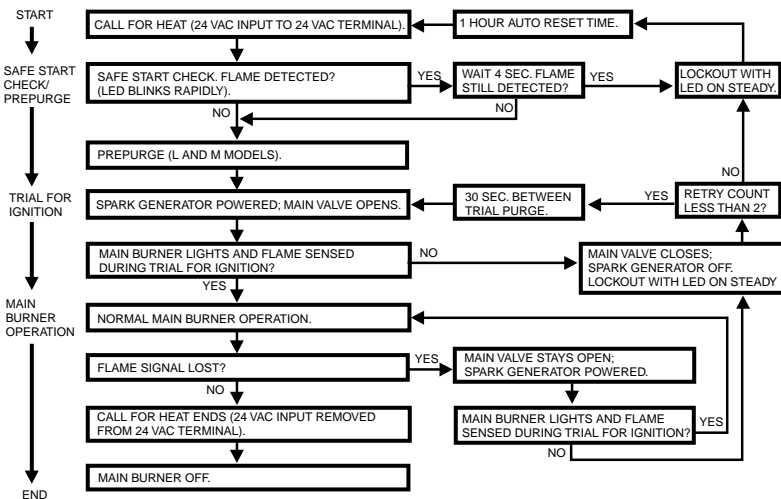 START
CALL FOR HEAT (24 VAC INPUT TO 24 VAC TERMINAL).
1 HOUR AUTO RESET TIME.
SAFE START
CHECK/
PREPURGE
SAFE START CHECK. FLAME DETECTED?
(LED BLINKS RAPIDLY).
YES
WAIT 4 SEC. FLAME
STILL DETECTED?
YES
LOCKOUT WITH
LED ON STEADY.
NO
NO
PREPURGE (L AND M MODELS).
NO
TRIAL FOR
IGNITION
SPARK GENERATOR POWERED; MAIN VALVE OPENS.
30 SEC. BETWEEN
TRIAL PURGE.
YES
RETRY COUNT
LESS THAN 2?
MAIN BURNER LIGHTS AND FLAME SENSED
DURING TRIAL FOR IGNITION?
NO
MAIN VALVE CLOSES;
SPARK GENERATOR OFF.
LOCKOUT WITH LED ON STEADY
YES
MAIN
BURNER
OPERATION
NORMAL MAIN BURNER OPERATION.
FLAME SIGNAL LOST?
YES
MAIN VALVE STAYS OPEN;
SPARK GENERATOR POWERED.
NO
CALL FOR HEAT ENDS (24 VAC INPUT REMOVED
FROM 24 VAC TERMINAL).
MAIN BURNER LIGHTS AND FLAME
SENSED DURING TRIAL FOR IGNITION?
YES
NO
MAIN BURNER OFF.
END